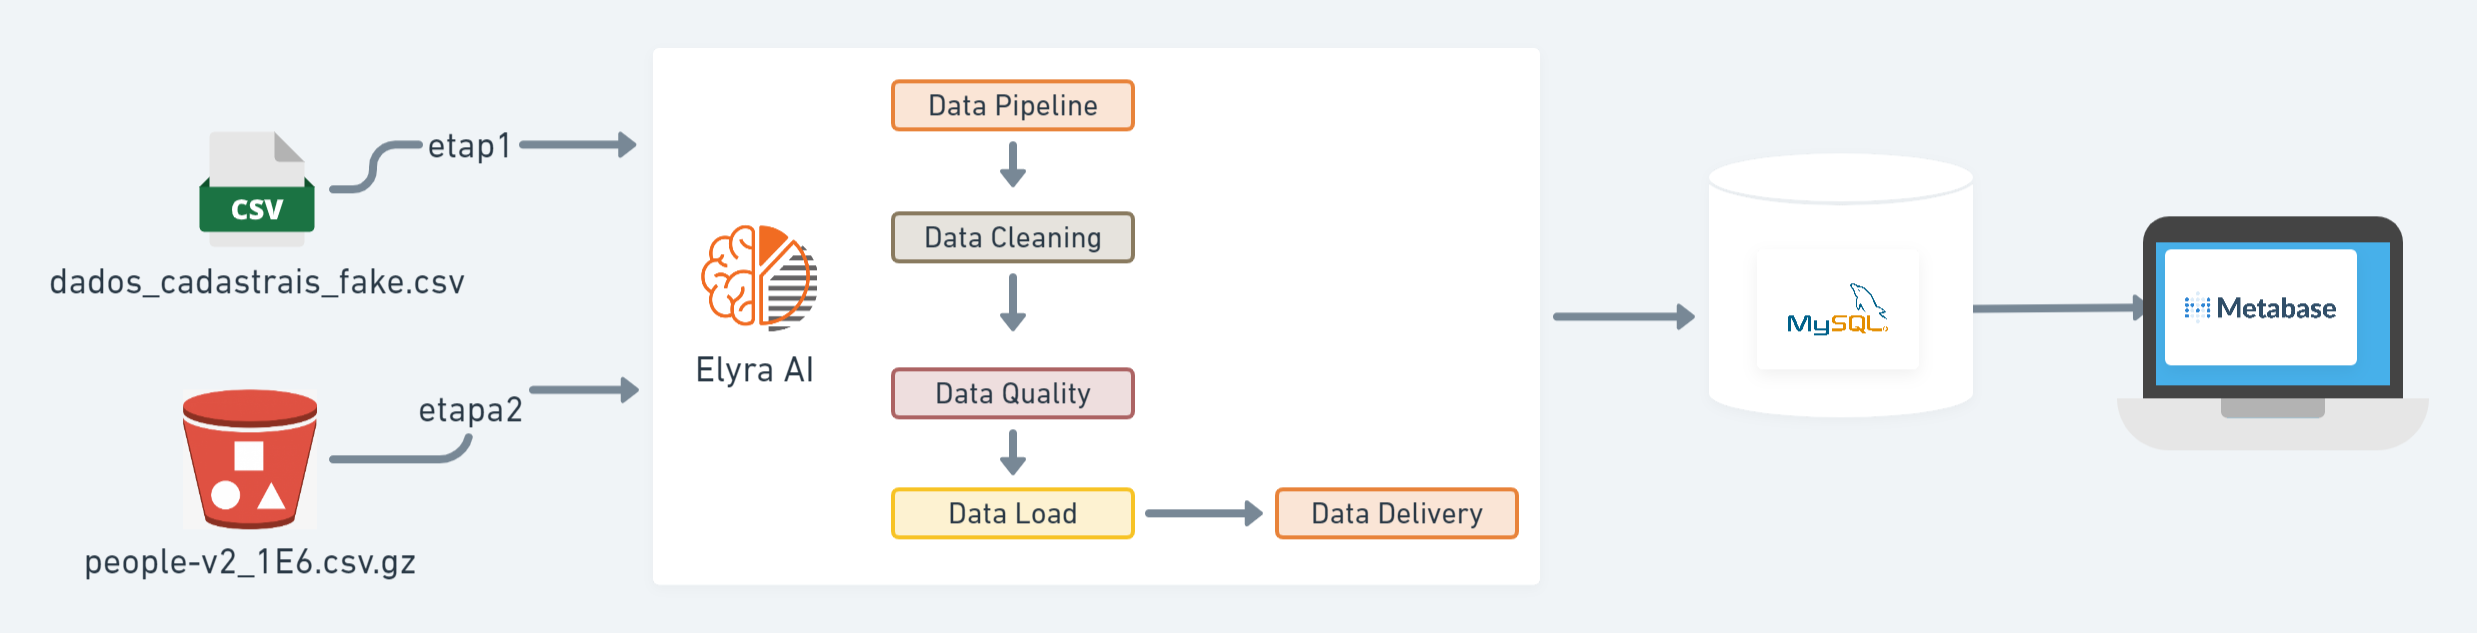 CSV
dados_cadastrais_fake.csv
etap1
people-v2_1E6.csv.gz
etapa2
Elyra AI
Data Pipeline
Data Cleaning
Data Quality
Data Load
Data Delivery
MySQL
Metabase